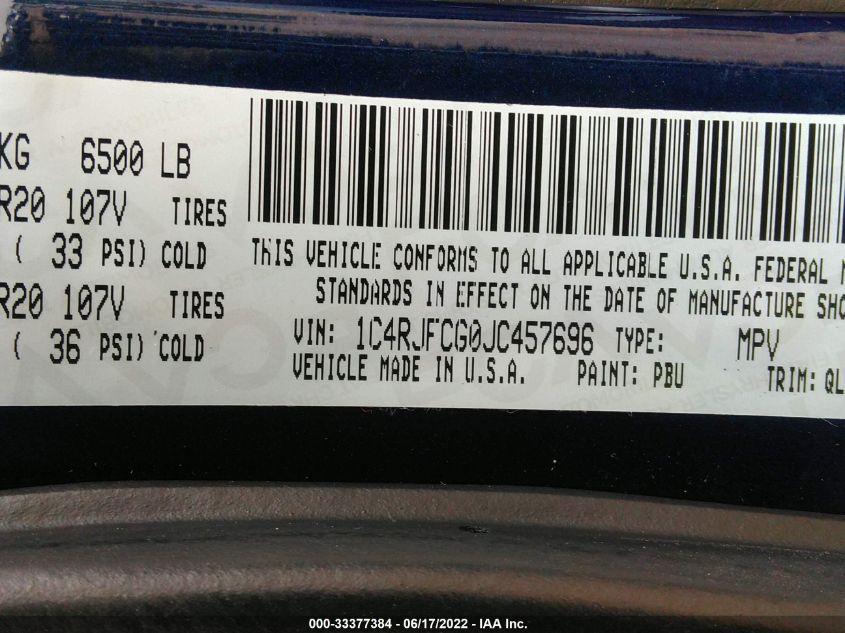 KG 6500 LB
R20 107V TIRES
( 33 PSI) COLD
R20 107V TIRES
( 36 PSI) COLD
THIS VEHICLE CONFORMS TO ALL APPLICABLE U.S.A. FEDERAL M
STANDARDS IN EFFECT ON THE DATE OF MANUFACTURE SHO
VIN: 1C4RJFCG0JC457696 TYPE: MPV
VEHICLE MADE IN U.S.A. PAINT: PBU TRIM: QL
000-33377384 - 06/17/2022 - IAA Inc.